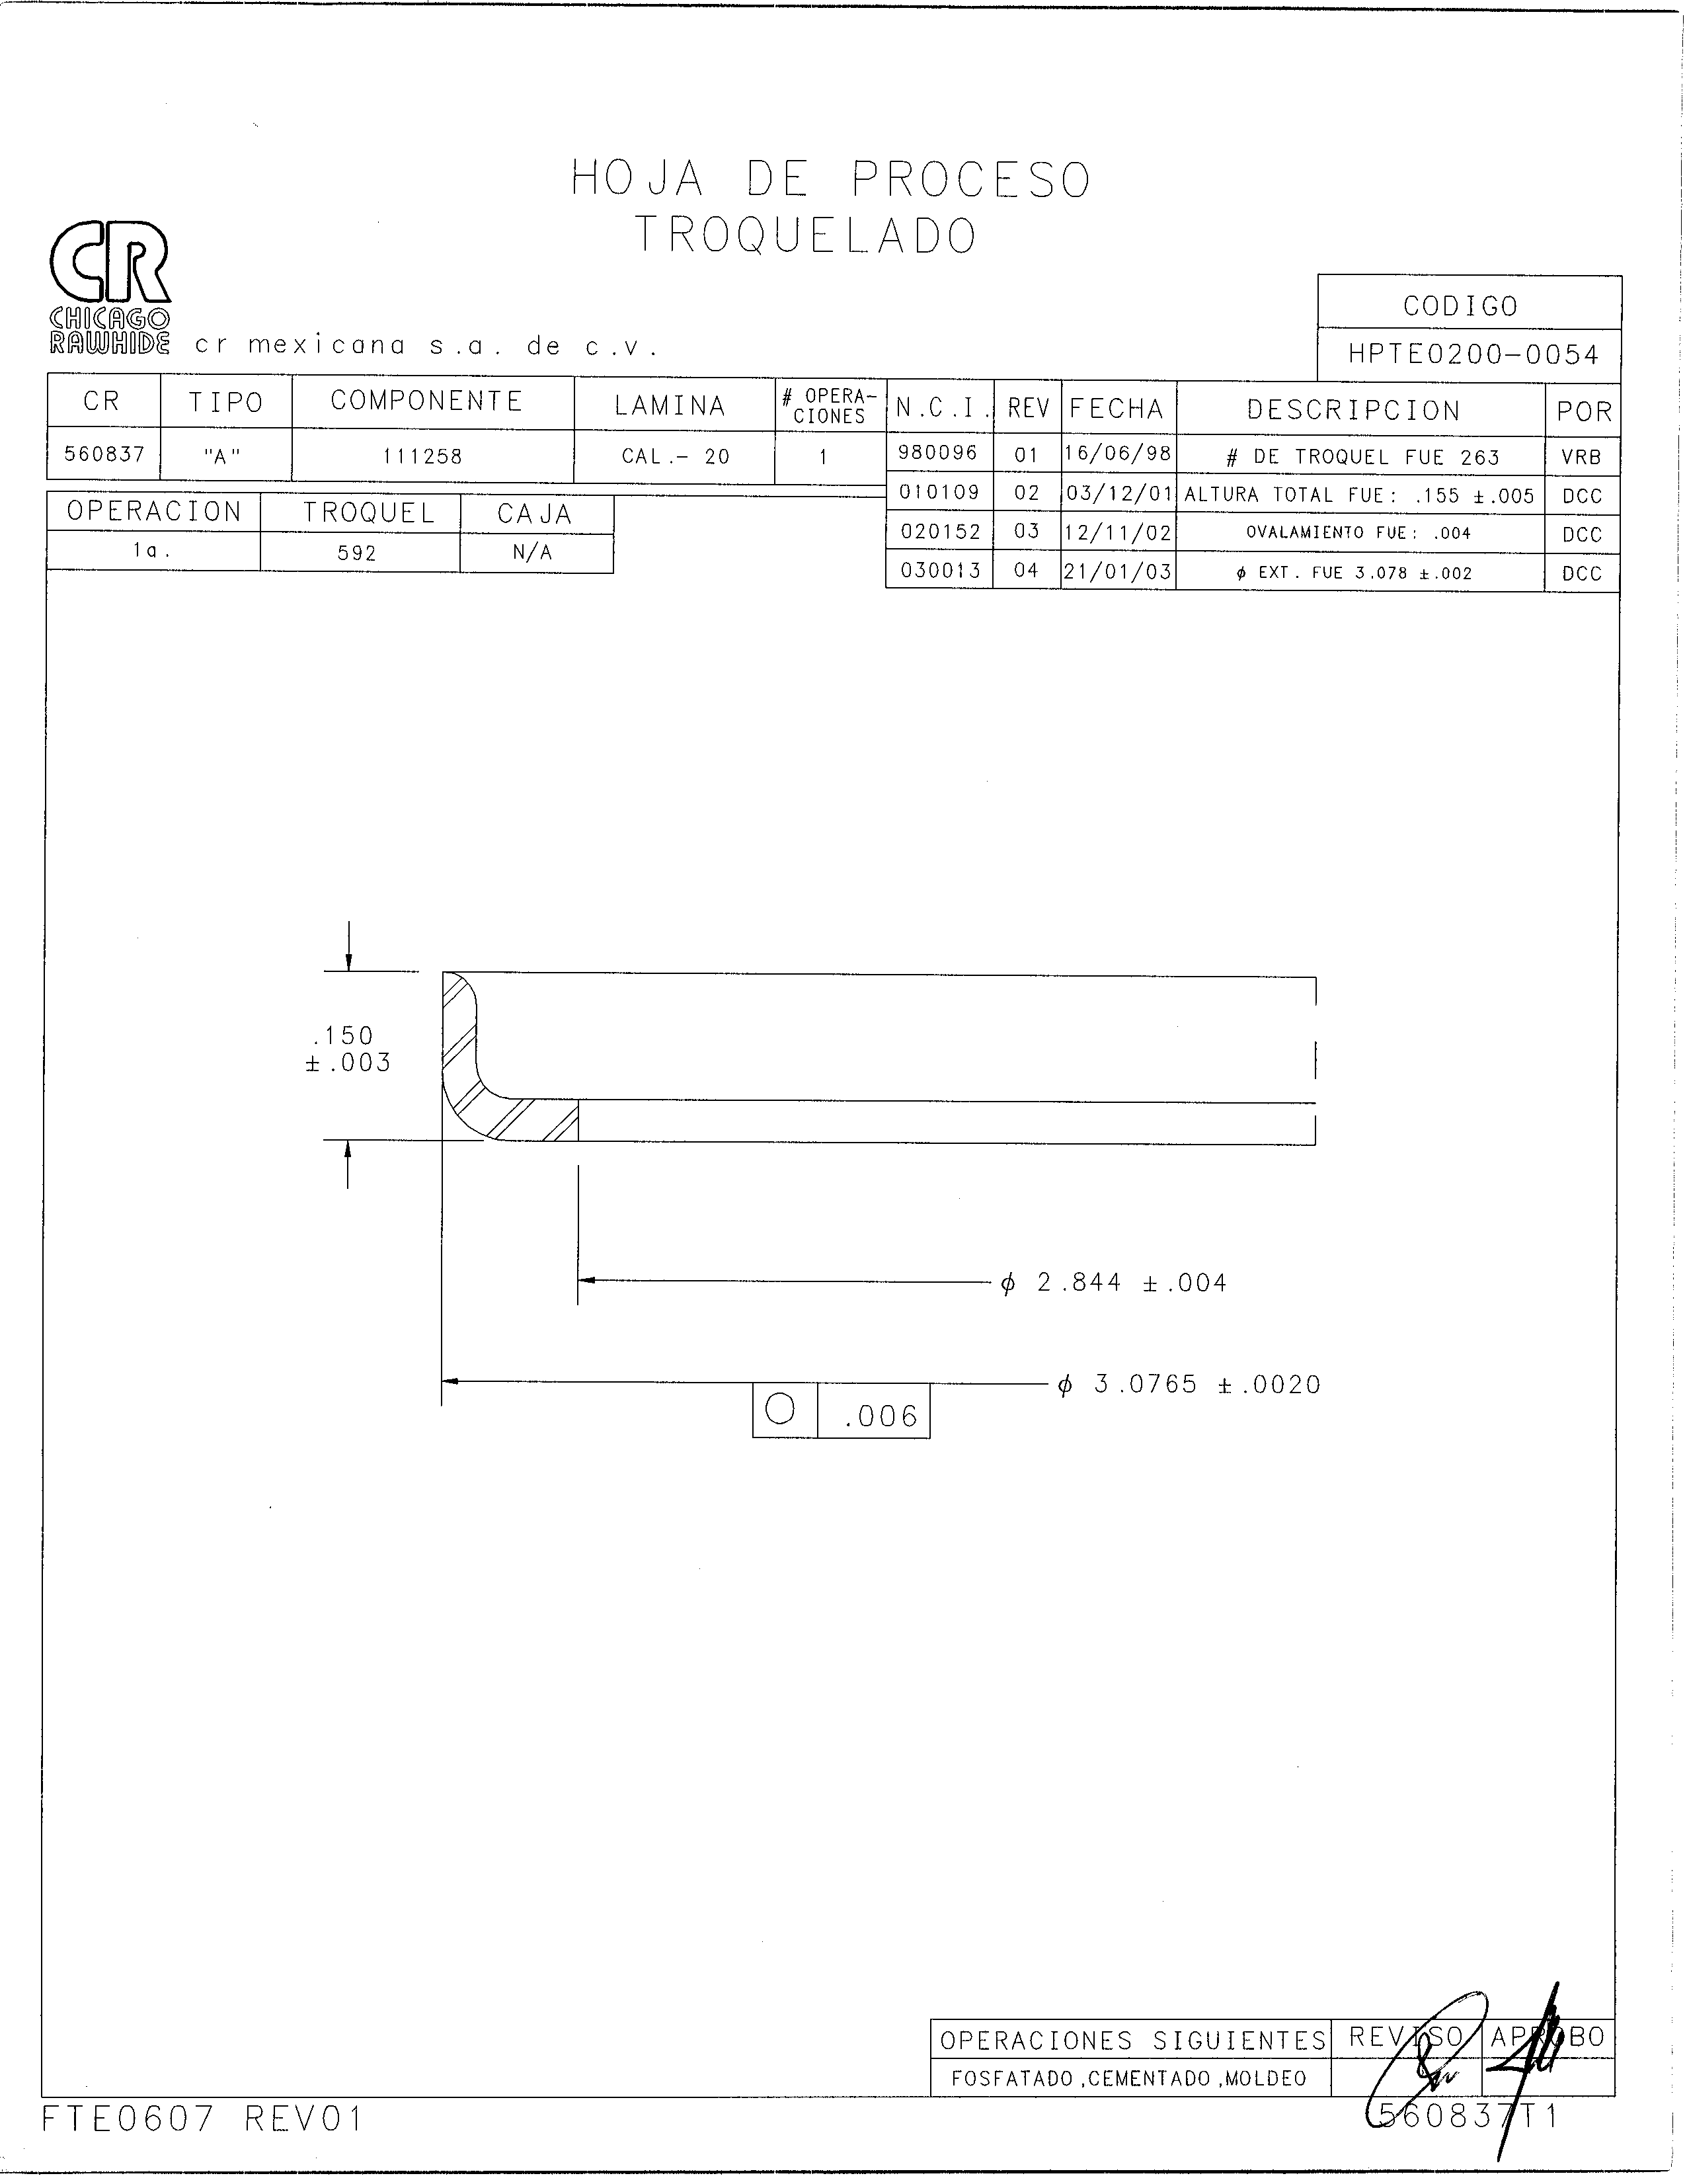 HOJA DE PROCESO
TROQUELADO
CR
CHICAGO
RAWHIDE
cr mexicana s.a. de c.v.
CODIGO
HPTE0200-0054
CR TIPO COMPONENTE LAMINA # OPERA-CIONES
560837 "A" 111258 CAL.- 20 1
OPERACION TROQUEL CAJA
1a. 592 N/A
N.C.I. REV FECHA DESCRIPCION POR
980096 01 16/06/98 # DE TROQUEL FUE 263 VRB
010109 02 03/12/01 ALTURA TOTAL FUE: .155 ±.005 DCC
020152 03 12/11/02 OVALAMIENTO FUE: .004 DCC
030013 04 21/01/03 ϕ EXT. FUE 3.078 ±.002 DCC
.150
±.003
ϕ 2.844 ±.004
ϕ 3.0765 ±.0020
.006
OPERACIONES SIGUIENTES REVISO APROBO
FOSFATADO,CEMENTADO,MOLDEO
FTE0607 REV01
560837T1